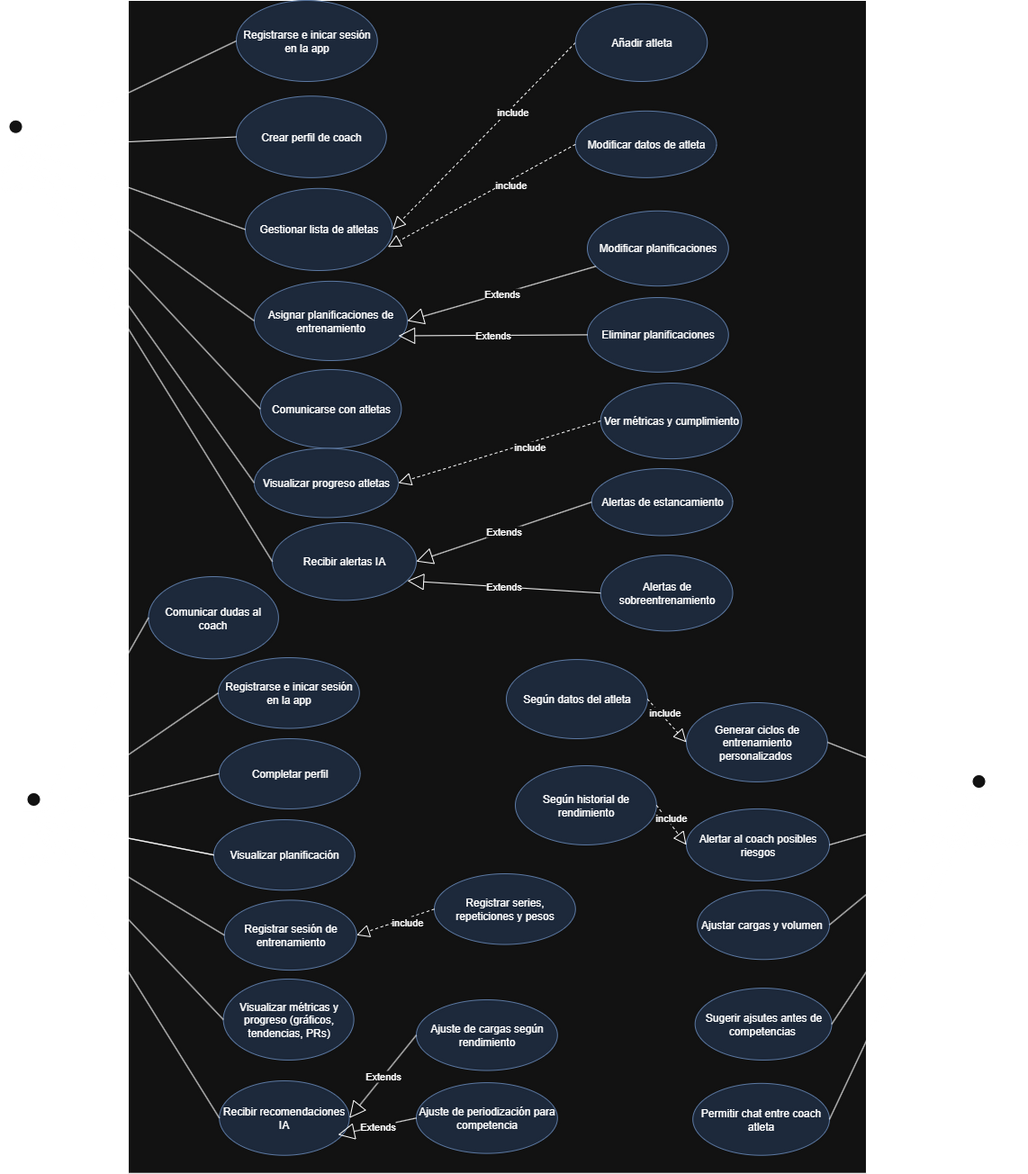 Registrarse e inicar sesión
en la app
Añadir atleta
include
Crear perfil de coach
Modificar datos de atleta
include
Gestionar lista de atletas
Modificar planificaciones
Extends
Asignar planificaciones de
entrenamiento
Extends
Eliminar planificaciones
Comunicarse con atletas
Ver métricas y cumplimiento
include
Visualizar progreso atletas
Alertas de estancamiento
Extends
Recibir alertas IA
Extends
Alertas de
sobreentrenamiento
Comunicar dudas al
coach
Registrarse e inicar sesión
en la app
Según datos del atleta
include
Generar ciclos de
entrenamiento
personalizados
Completar perfil
Según historial de
rendimiento
include
Alertar al coach posibles
riesgos
Visualizar planificación
Registrar series,
repeticiones y pesos
include
Registrar sesión de
entrenamiento
Ajustar cargas y volumen
Visualizar métricas y
progreso (gráficos,
tendencias, PRs)
Ajuste de cargas según
rendimiento
Sugerir ajsutes antes de
competencias
Extends
Recibir recomendaciones
IA
Extends
Ajuste de periodización para
competencia
Permitir chat entre coach
atleta